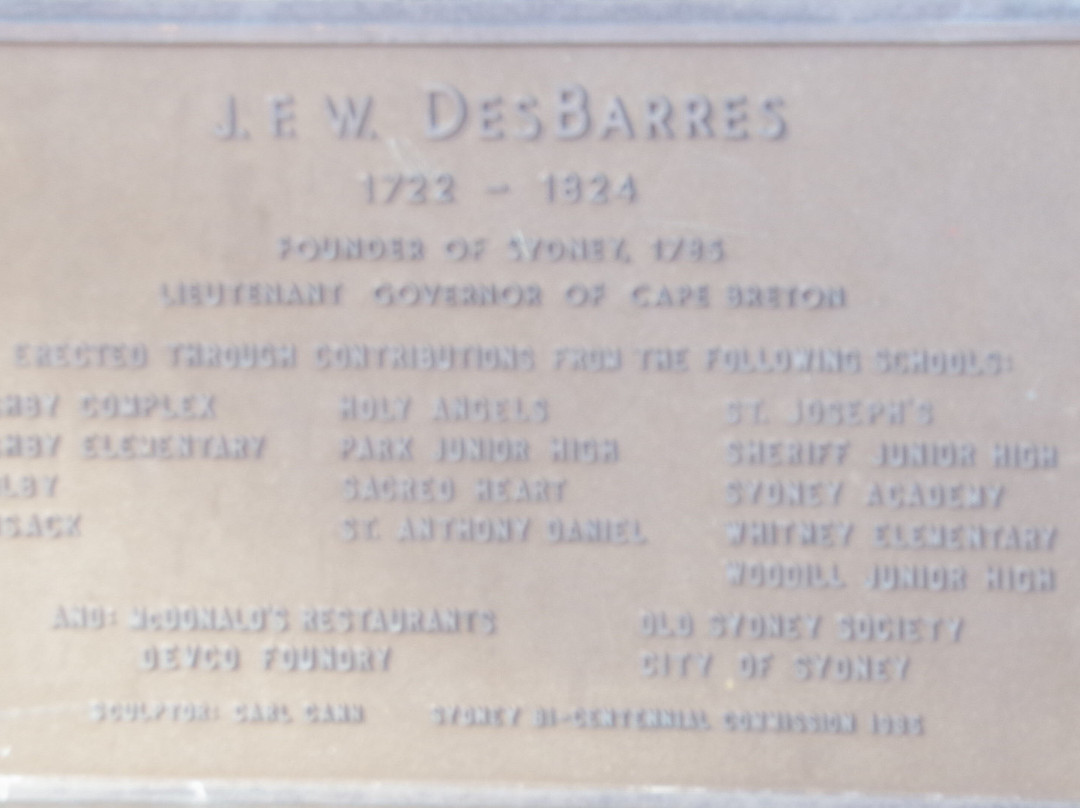 J. F. W. DESBARRES
1722 – 1824
FOUNDER OF SYDNEY, 1785
LIEUTENANT GOVERNOR OF CAPE BRETON
ERECTED THROUGH CONTRIBUTIONS FROM THE FOLLOWING SCHOOLS:
COMPLEX HOLY ANGELS ST. JOSEPH'S
ELEMENTARY PARK JUNIOR HIGH SHERIFF JUNIOR HIGH
SACRED HEART SYDNEY ACADEMY
ST. ANTHONY DANIEL WHITNEY ELEMENTARY
JUNIOR HIGH
AND: McDONALD'S RESTAURANTS OLD SYDNEY SOCIETY
DEVCO FOUNDRY CITY OF SYDNEY
SCULPTOR: CARL SYDNEY BI-CENTENNIAL COMMISSION 1985